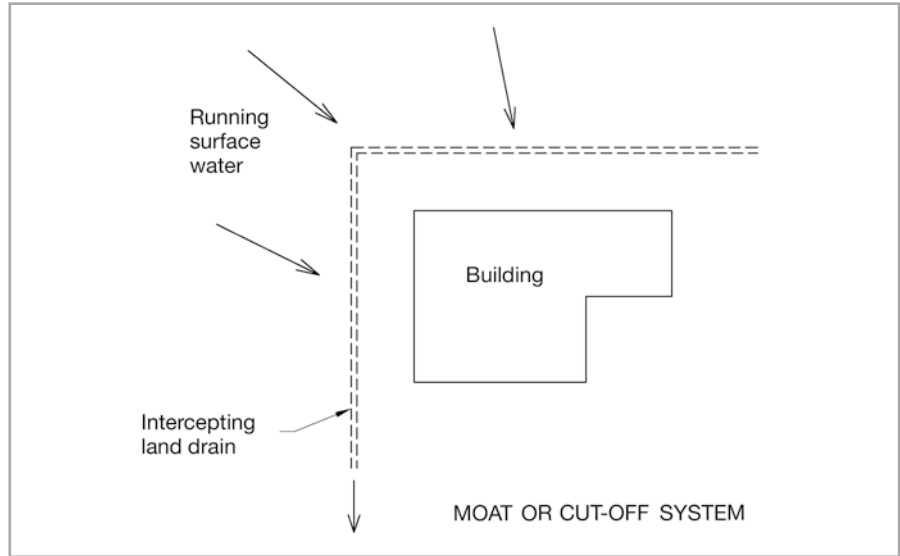 Running
surface
water
Building
Intercepting
land drain
MOAT OR CUT-OFF SYSTEM